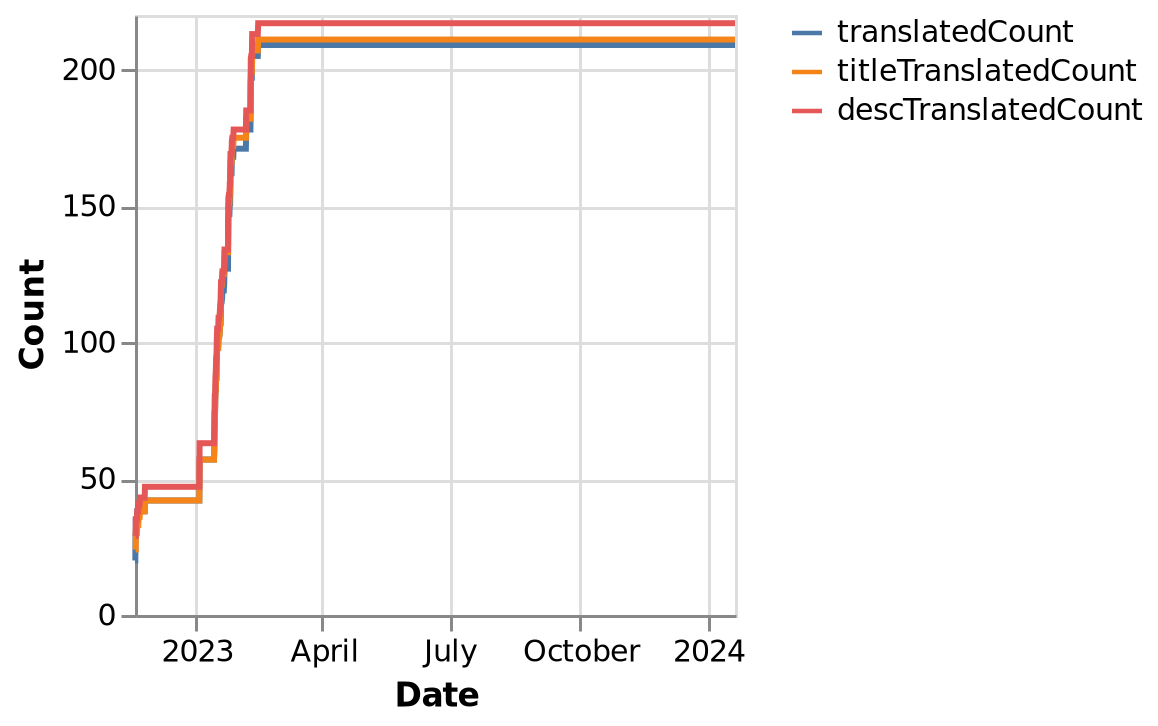 translatedCount
titleTranslatedCount
descTranslatedCount
200
150
100
50
0
Count
2023 April July October 2024
Date